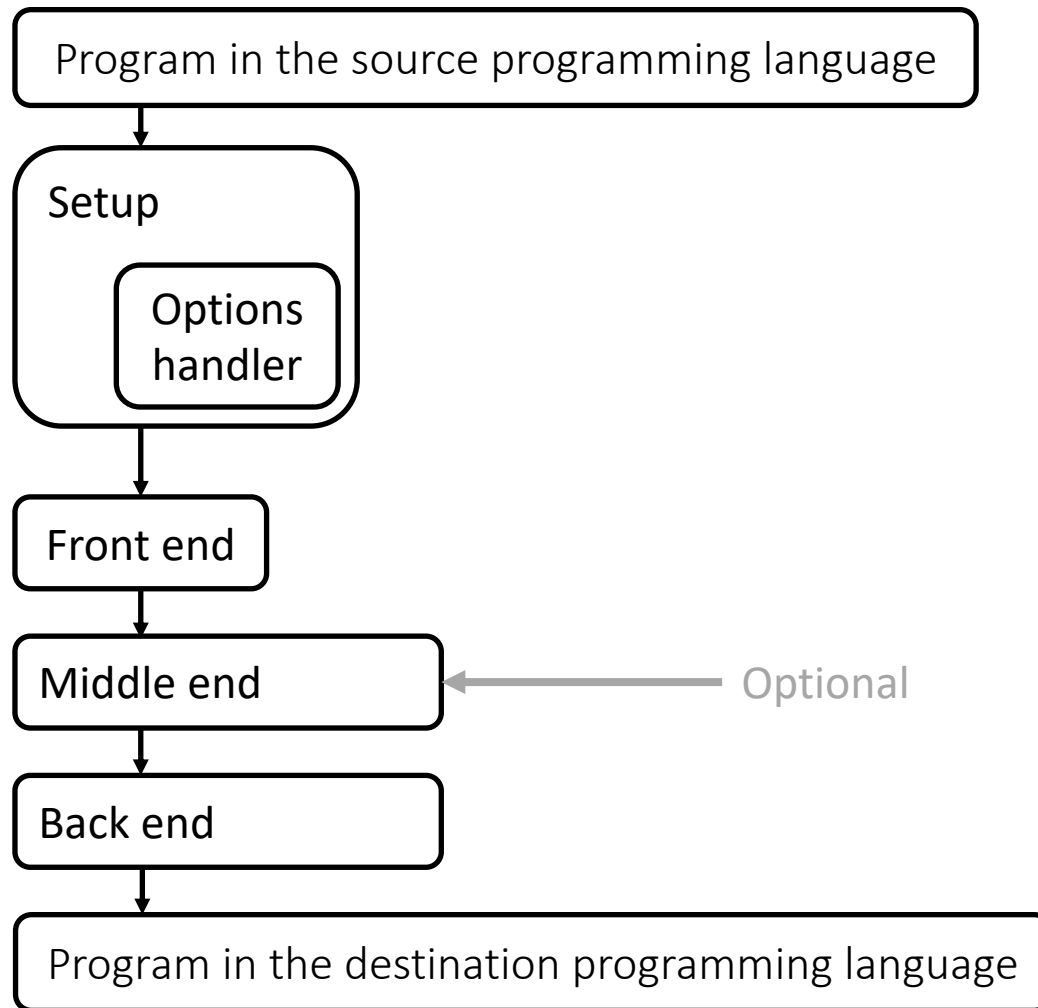 Program in the source programming language
Setup
Options
handler
Front end
Middle end
Optional
Back end
Program in the destination programming language